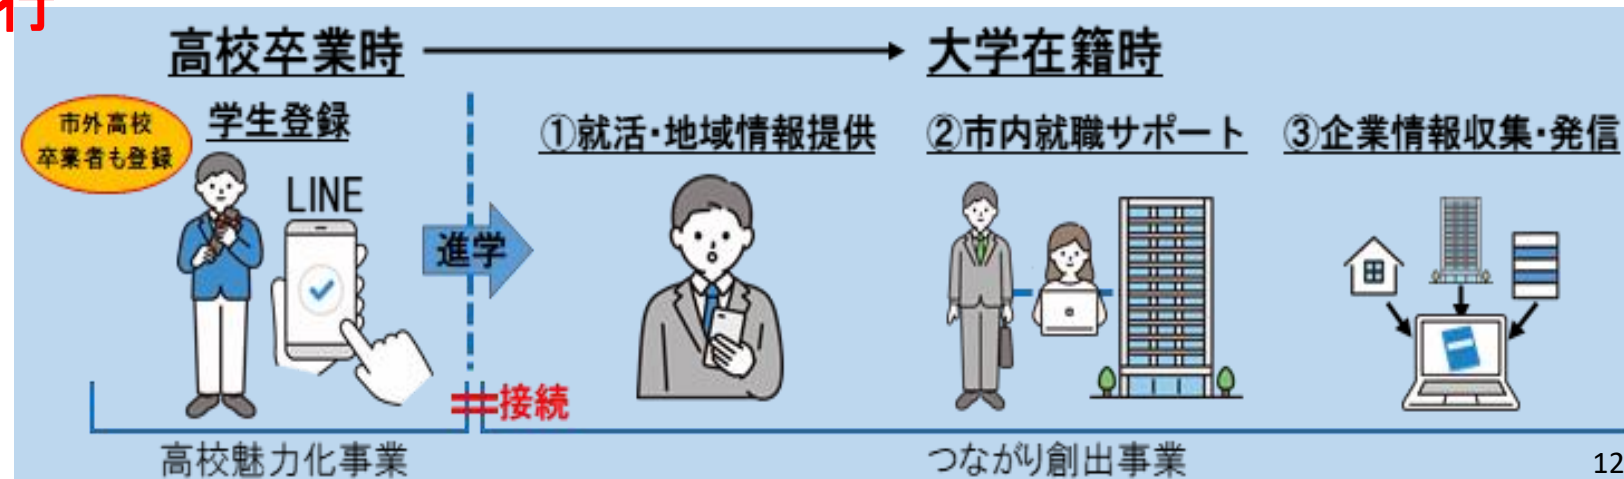 行
高校卒業時
大学在籍時
市外高校
卒業者も登録
学生登録
LINE
進学
①就活・地域情報提供
②市内就職サポート
③企業情報収集・発信
接続
高校魅力化事業
つながり創出事業
12